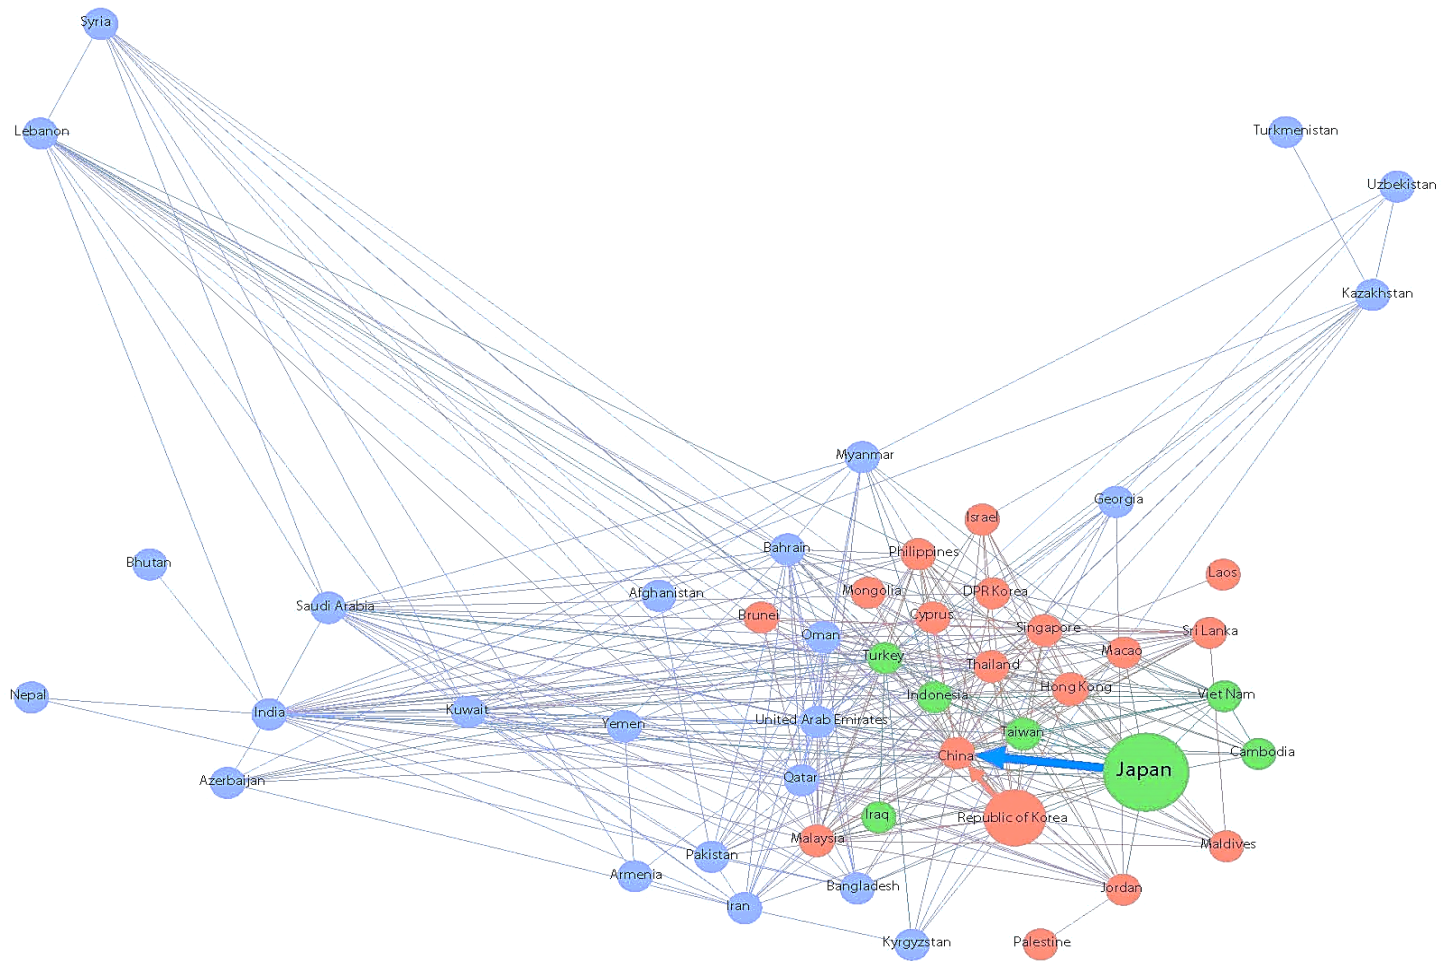 Syria
Lebanon
Turkmenistan
Uzbekistan
Kazakhstan
Myanmar
Georgia
Israel
Bahrain
Philippines
Bhutan
Laos
Mongolia
DPR Korea
Afghanistan
Saudi Arabia
Brunei
Cyprus
Singapore
Sri Lanka
Oman
Turkey
Macao
Thailand
Hong Kong
Nepal
Indonesia
Viet Nam
India
Kuwait
United Arab Emirates
Yemen
Taiwan
China
Cambodia
Japan
Azerbaijan
Qatar
Iraq
Republic of Korea
Malaysia
Maldives
Pakistan
Armenia
Bangladesh
Jordan
Iran
Kyrgyzstan
Palestine